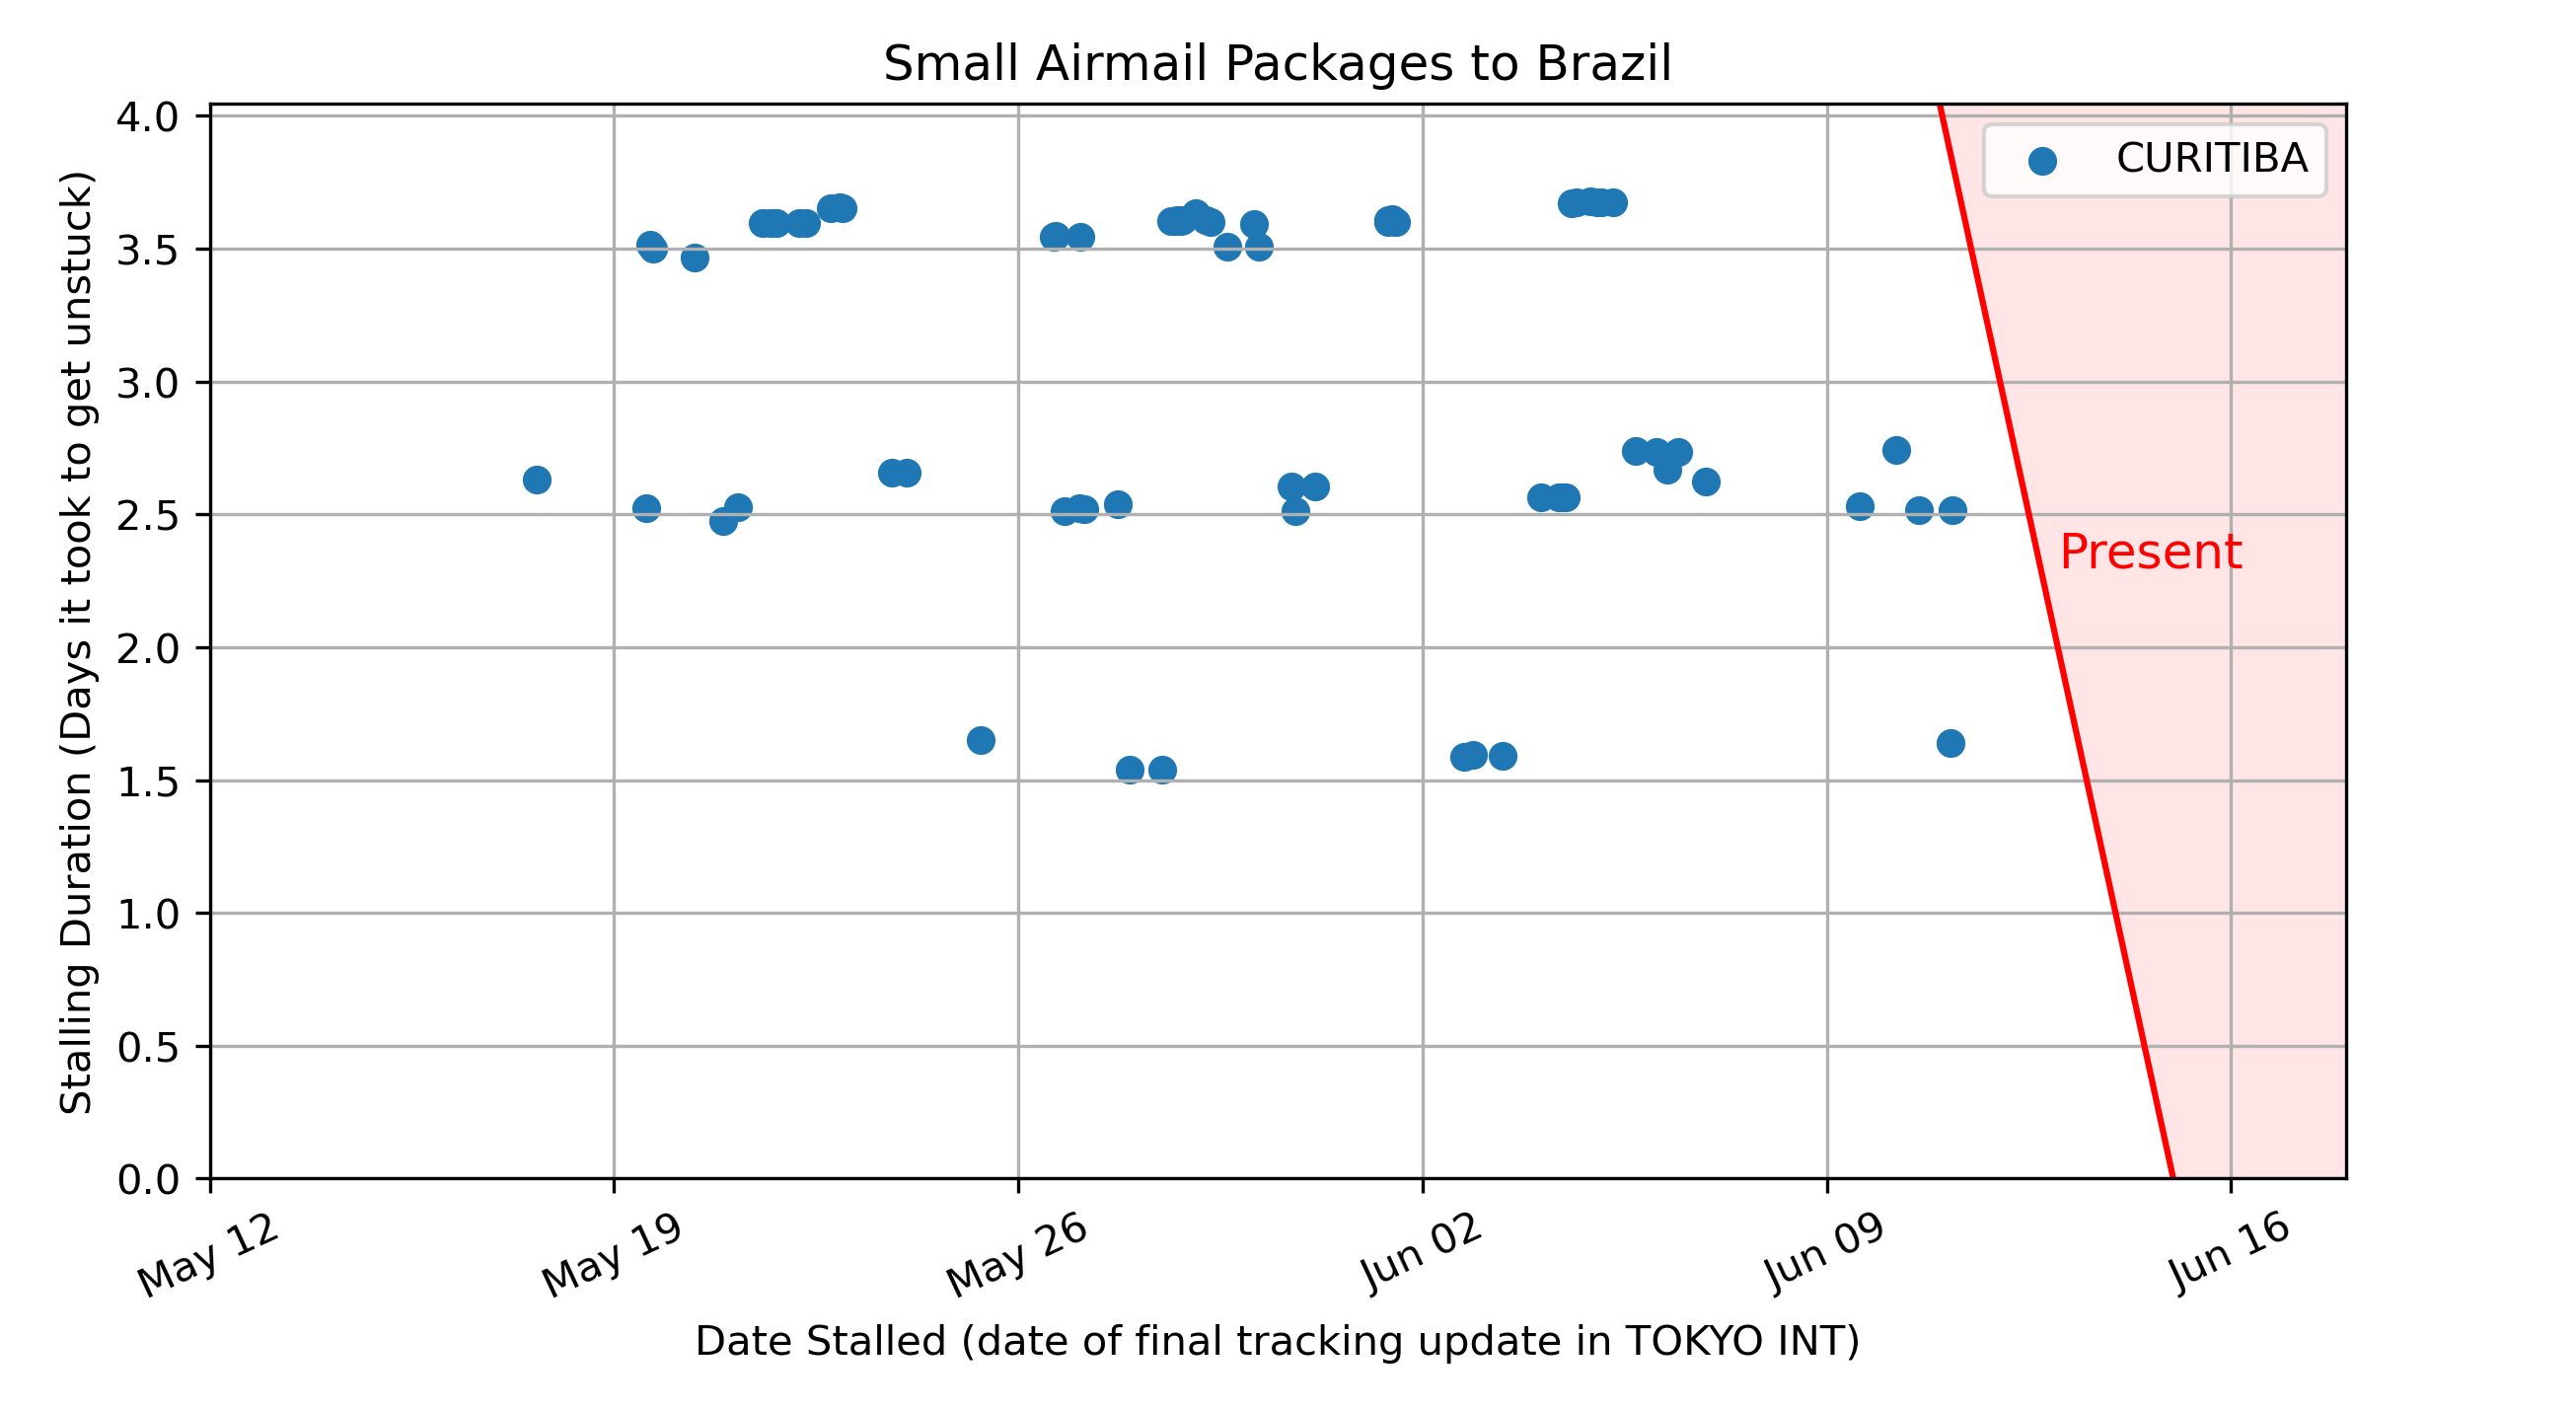 Small Airmail Packages to Brazil
Stalling Duration (Days it took to get unstuck)
4.0
3.5
3.0
2.5
2.0
1.5
1.0
0.5
0.0
CURITIBA
Present
May 12
May 19
May 26
Jun 02
Jun 09
Jun 16
Date Stalled (date of final tracking update in TOKYO INT)